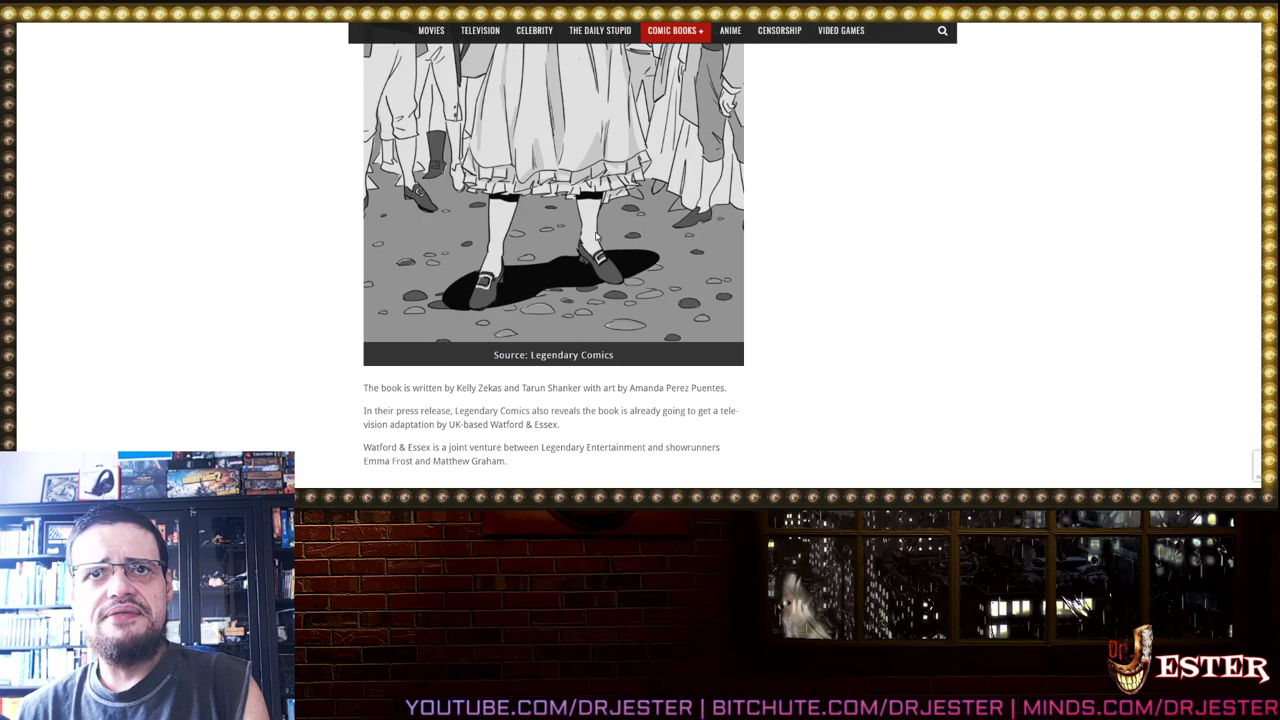 MOVIES TELEVISION CELEBRITY THE DAILY STUPID COMIC BOOKS + ANIME CENSORSHIP VIDEO GAMES
Source: Legendary Comics
The book is written by Kelly Zekas and Tarun Shanker with art by Amanda Perez Puentes.
In their press release, Legendary Comics also reveals the book is already going to get a tele-
vision adaptation by UK-based Watford & Essex.
Watford & Essex is a joint venture between Legendary Entertainment and showrunners
Emma Frost and Matthew Graham.
Dr. JESTER
YOUTUBE.COM/DRJESTER | BITCHUTE.COM/DRJESTER | MINDS.COM/DRJESTER